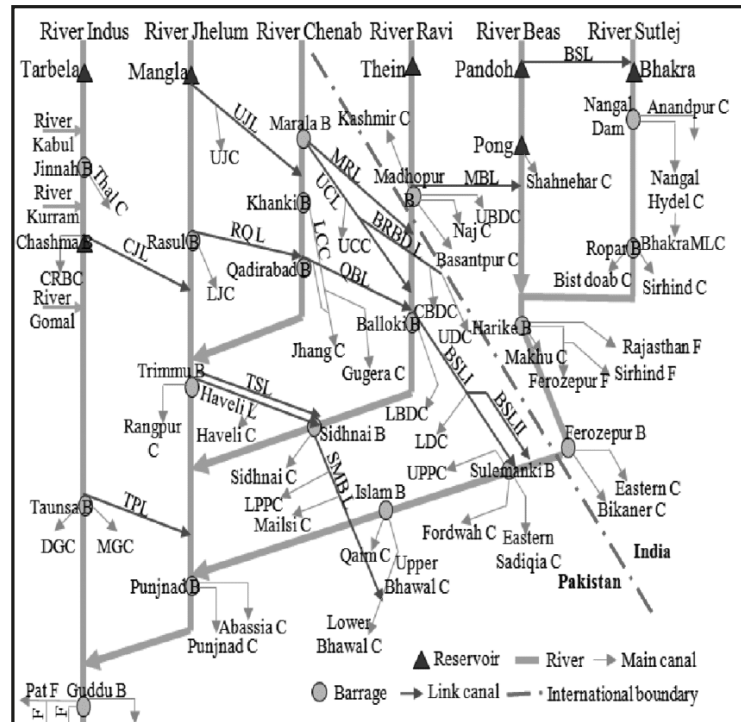 River Indus River Jhelum River Chenab River Ravi River Beas River Sutlej
Tarbela
Mangla
Thein
Pandoh
BSL
Bhakra
River
Kabul
UJL
UJC
Marala B
Kashmir C
Nangal
Dam
Anandpur C
Jinnah B
Thal C
MRL
UCL
Madhopur
B
MBL
Pong
Shahnehar C
Nangal
Hydel C
River
Kurram
Khanki B
UCC
BRBD L
Naj C
UBDC
Basantpur C
Chashma B
CJL
CRBC
Rasul B
RQ L
LJC
LCC
Qadirabad B
QBL
CBDC
UDC
Ropar B
BhakraMLC
Bist doab C
Sirhind C
River
Gomal
Jhang C
Gugera C
Balloki B
LBDC
BSLI
BSLII
LDC
Harike B
Makhu C
Ferozepur F
Rajasthan F
Sirhind F
Trimmu B
TSL
Haveli L
Rangpur
C
Haveli C
Sidhnai B
Sidhnai C
SMB L
LPPC
Mailsi C
UPPC
Sulemanki B
Ferozepur B
Eastern C
Bikaner C
Taunsa B
TPL
DGC
MGC
Islam B
Qaim C
Upper
Bhawal C
Fordwah C
Eastern
Sadiqia C
India
Pakistan
Punjnad B
Abassia C
Punjnad C
Lower
Bhawal C
Pat F
Guddu B
F
F
Reservoir River Main canal
Barrage Link canal International boundary